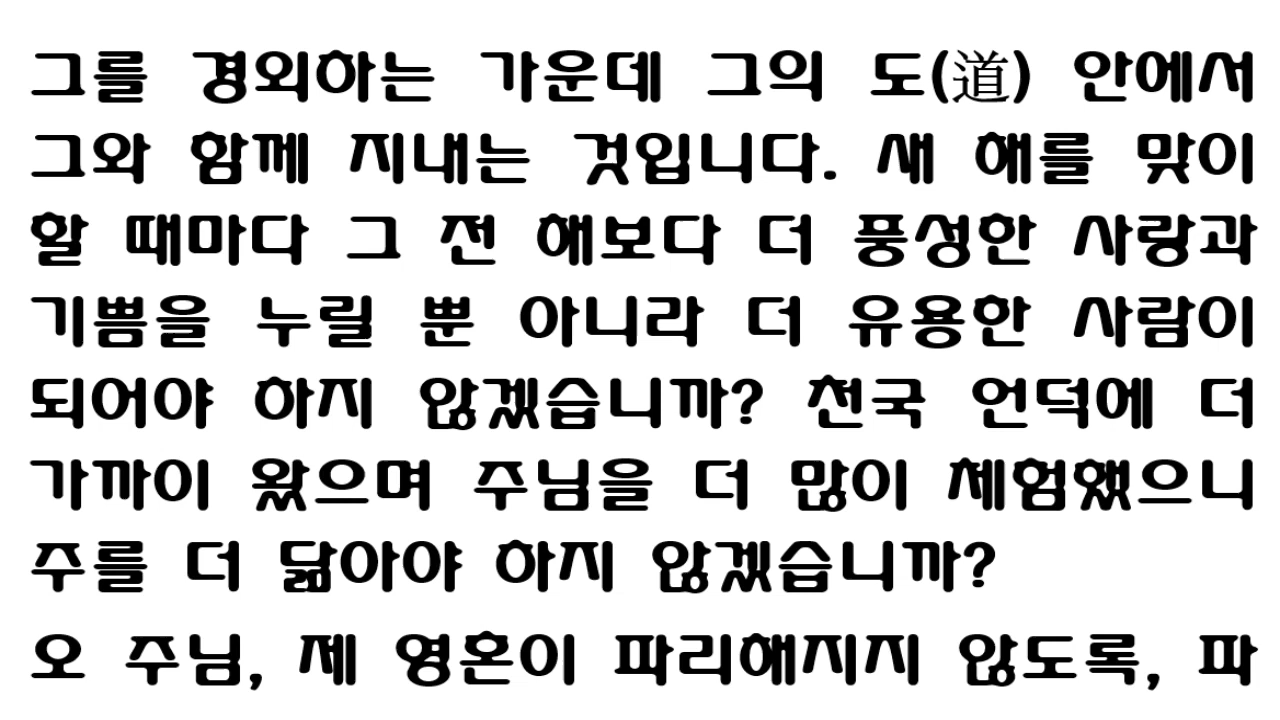 그를 경외하는 가운데 그의 도(道) 안에서
그와 함께 지내는 것입니다. 새 해를 맞이
할 때마다 그 전 해보다 더 풍성한 사랑과
기쁨을 누릴 뿐 아니라 더 유용한 사람이
되어야 하지 않겠습니까? 천국 언덕에 더
가까이 왔으며 주님을 더 많이 체험했으니
주를 더 닮아야 하지 않겠습니까?
오 주님, 제 영혼이 파리해지지 않도록, 파